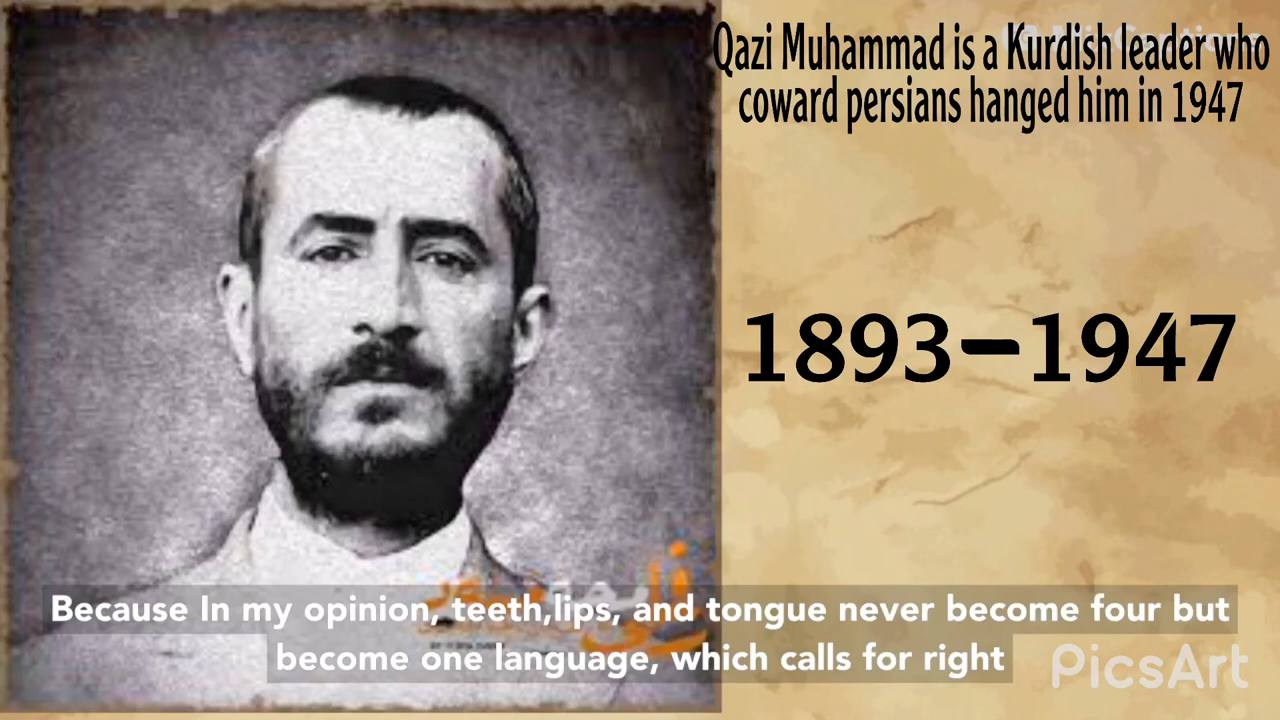 Qazi Muhammad is a Kurdish leader who
coward persians hanged him in 1947
1893-1947
Because In my opinion, teeth,lips, and tongue never become four but
become one language, which calls for right
PicsArt